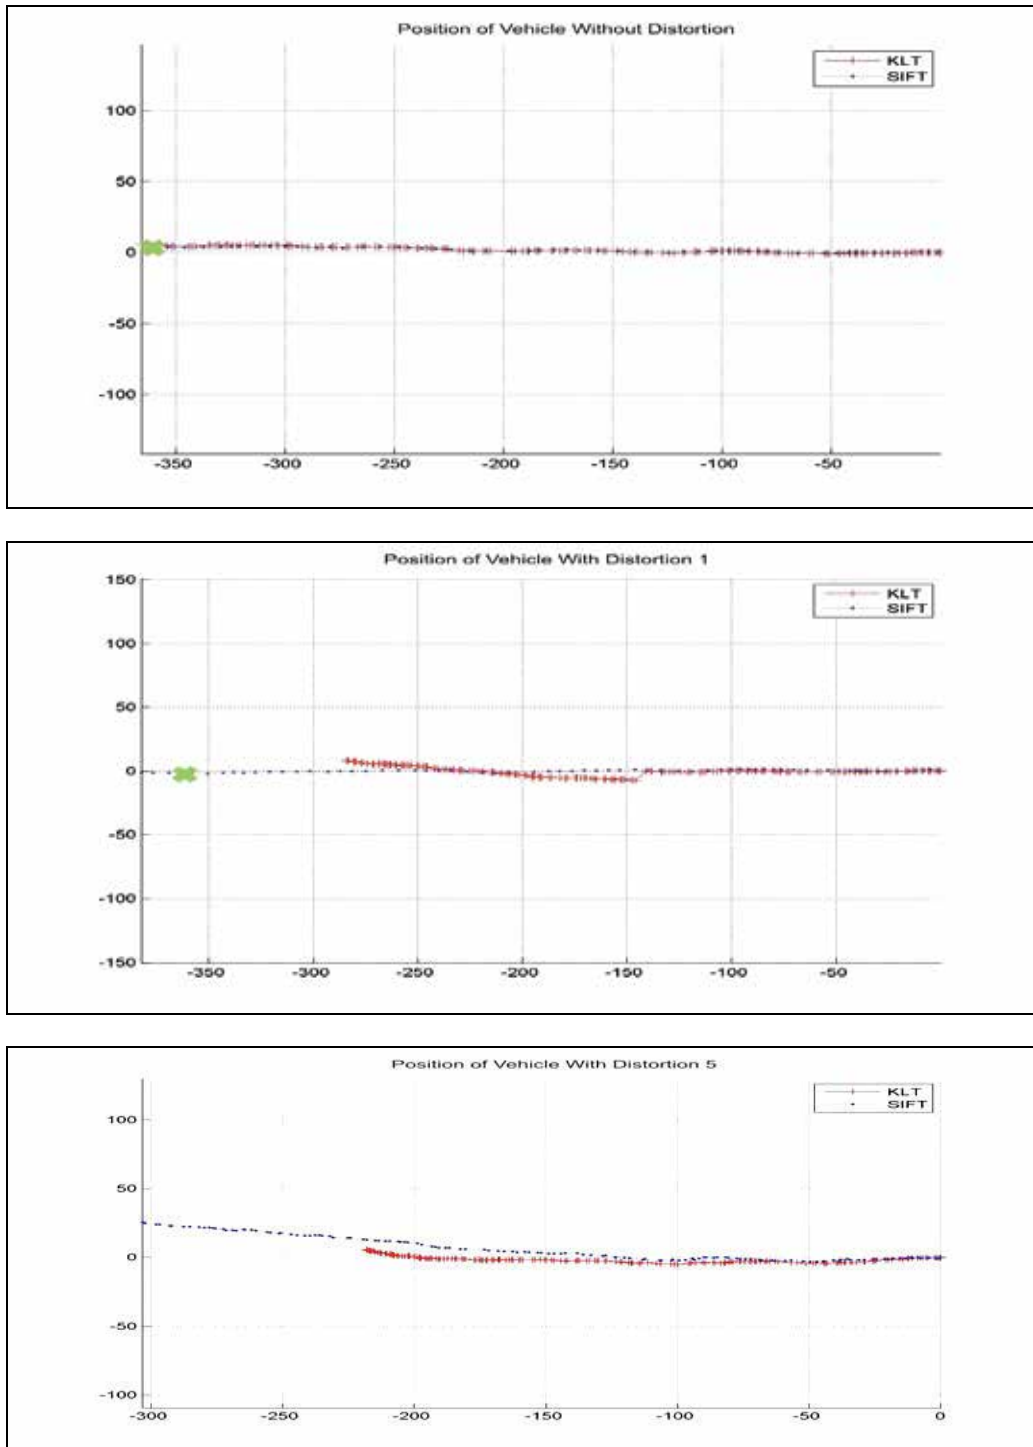 Position of Vehicle Without Distortion
KLT
SIFT
100
50
0
-50
-100
-350 -300 -250 -200 -150 -100 -50
Position of Vehicle With Distortion 1
150
KLT
SIFT
100
50
0
-50
-100
-150
-350 -300 -250 -200 -150 -100 -50
Position of Vehicle With Distortion 5
KLT
SIFT
100
50
0
-50
-100
-300 -250 -200 -150 -100 -50 0